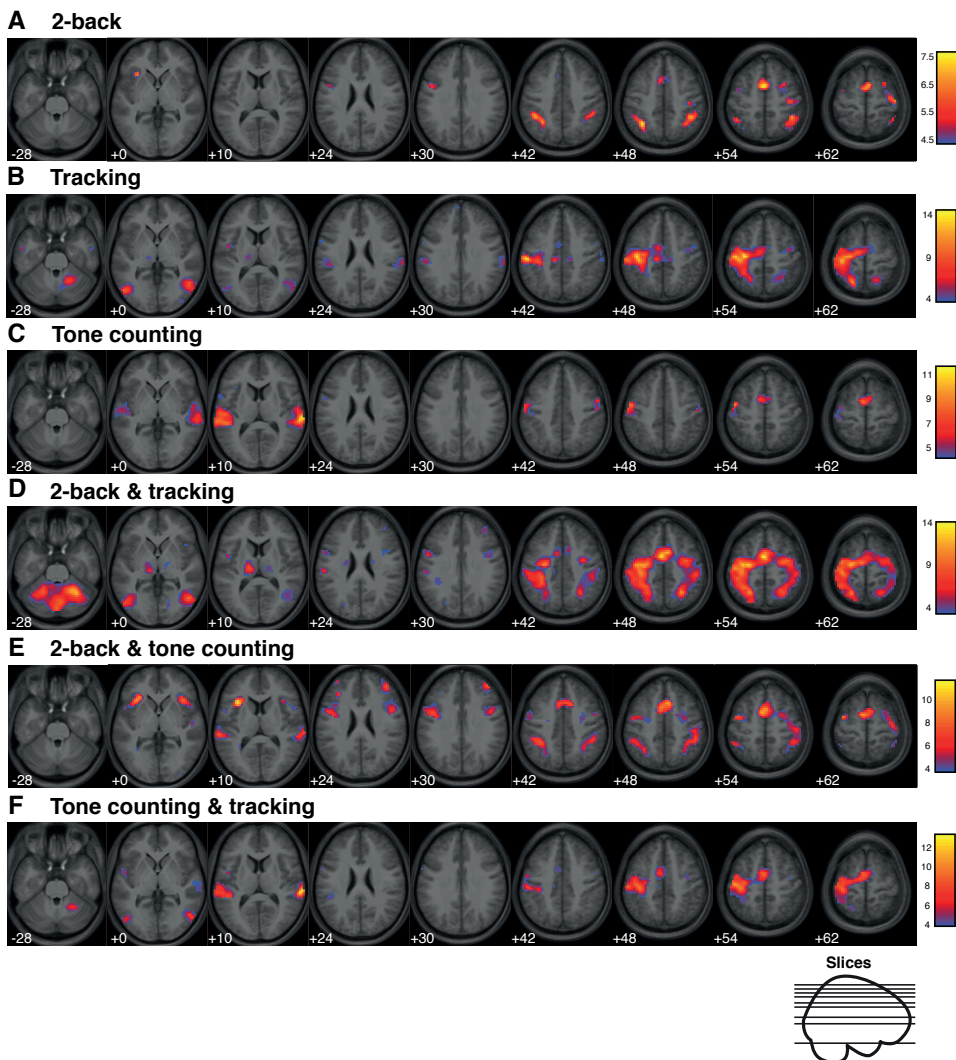 A 2-back
7.5
6.5
5.5
4.5
-28 +0 +10 +24 +30 +42 +48 +54 +62
B Tracking
14
9
4
-28 +0 +10 +24 +30 +42 +48 +54 +62
C Tone counting
11
9
7
5
-28 +0 +10 +24 +30 +42 +48 +54 +62
D 2-back & tracking
14
9
4
-28 +0 +10 +24 +30 +42 +48 +54 +62
E 2-back & tone counting
10
8
6
4
-28 +0 +10 +24 +30 +42 +48 +54 +62
F Tone counting & tracking
12
10
8
6
4
-28 +0 +10 +24 +30 +42 +48 +54 +62
Slices